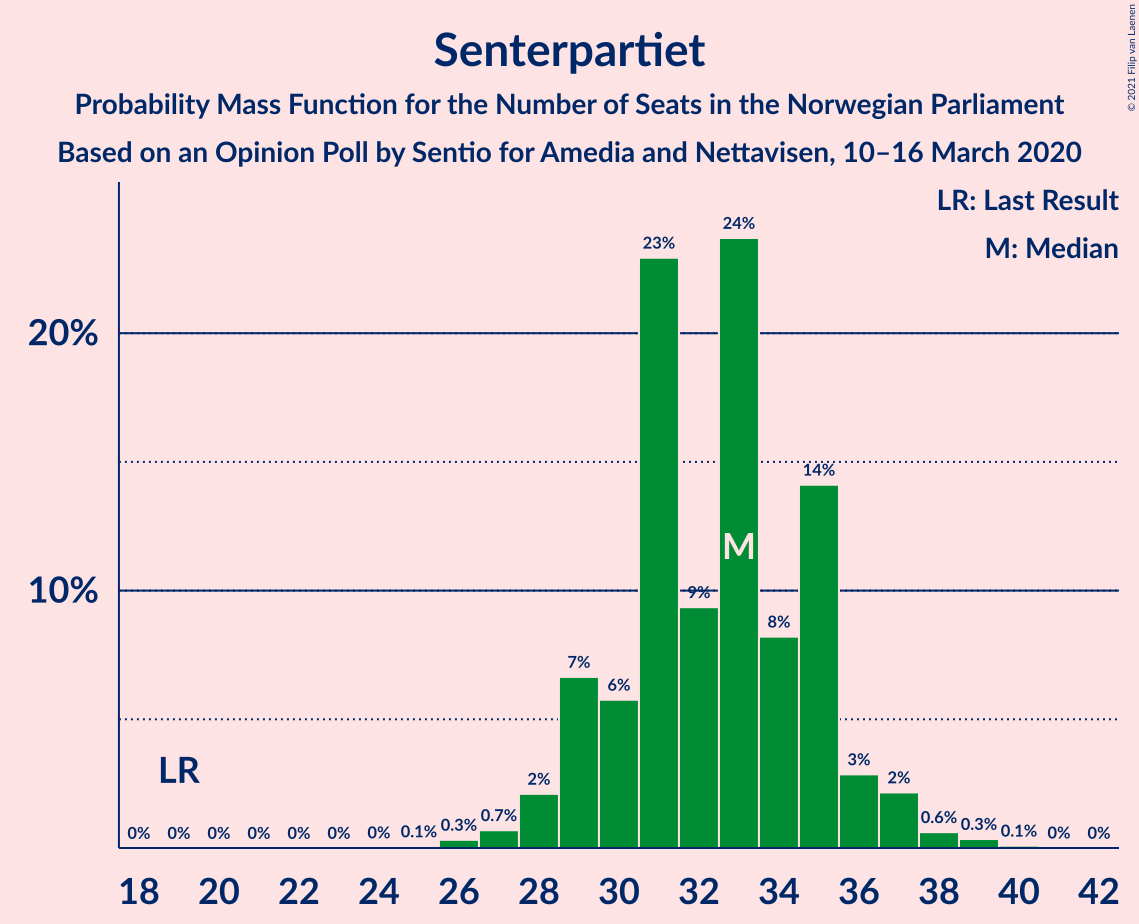 Senterpartiet
Probability Mass Function for the Number of Seats in the Norwegian Parliament
Based on an Opinion Poll by Sentio for Amedia and Nettavisen, 10–16 March 2020
© 2021 Filip van Laenen
LR: Last Result
M: Median
20%
10%
0% 0% 0% 0% 0% 0% 0% 0.1% 0.3% 0.7% 2% 7% 6% 23% 9% 24% 8% 14% 3% 2% 0.6% 0.3% 0.1% 0% 0%
LR
M
18 20 22 24 26 28 30 32 34 36 38 40 42